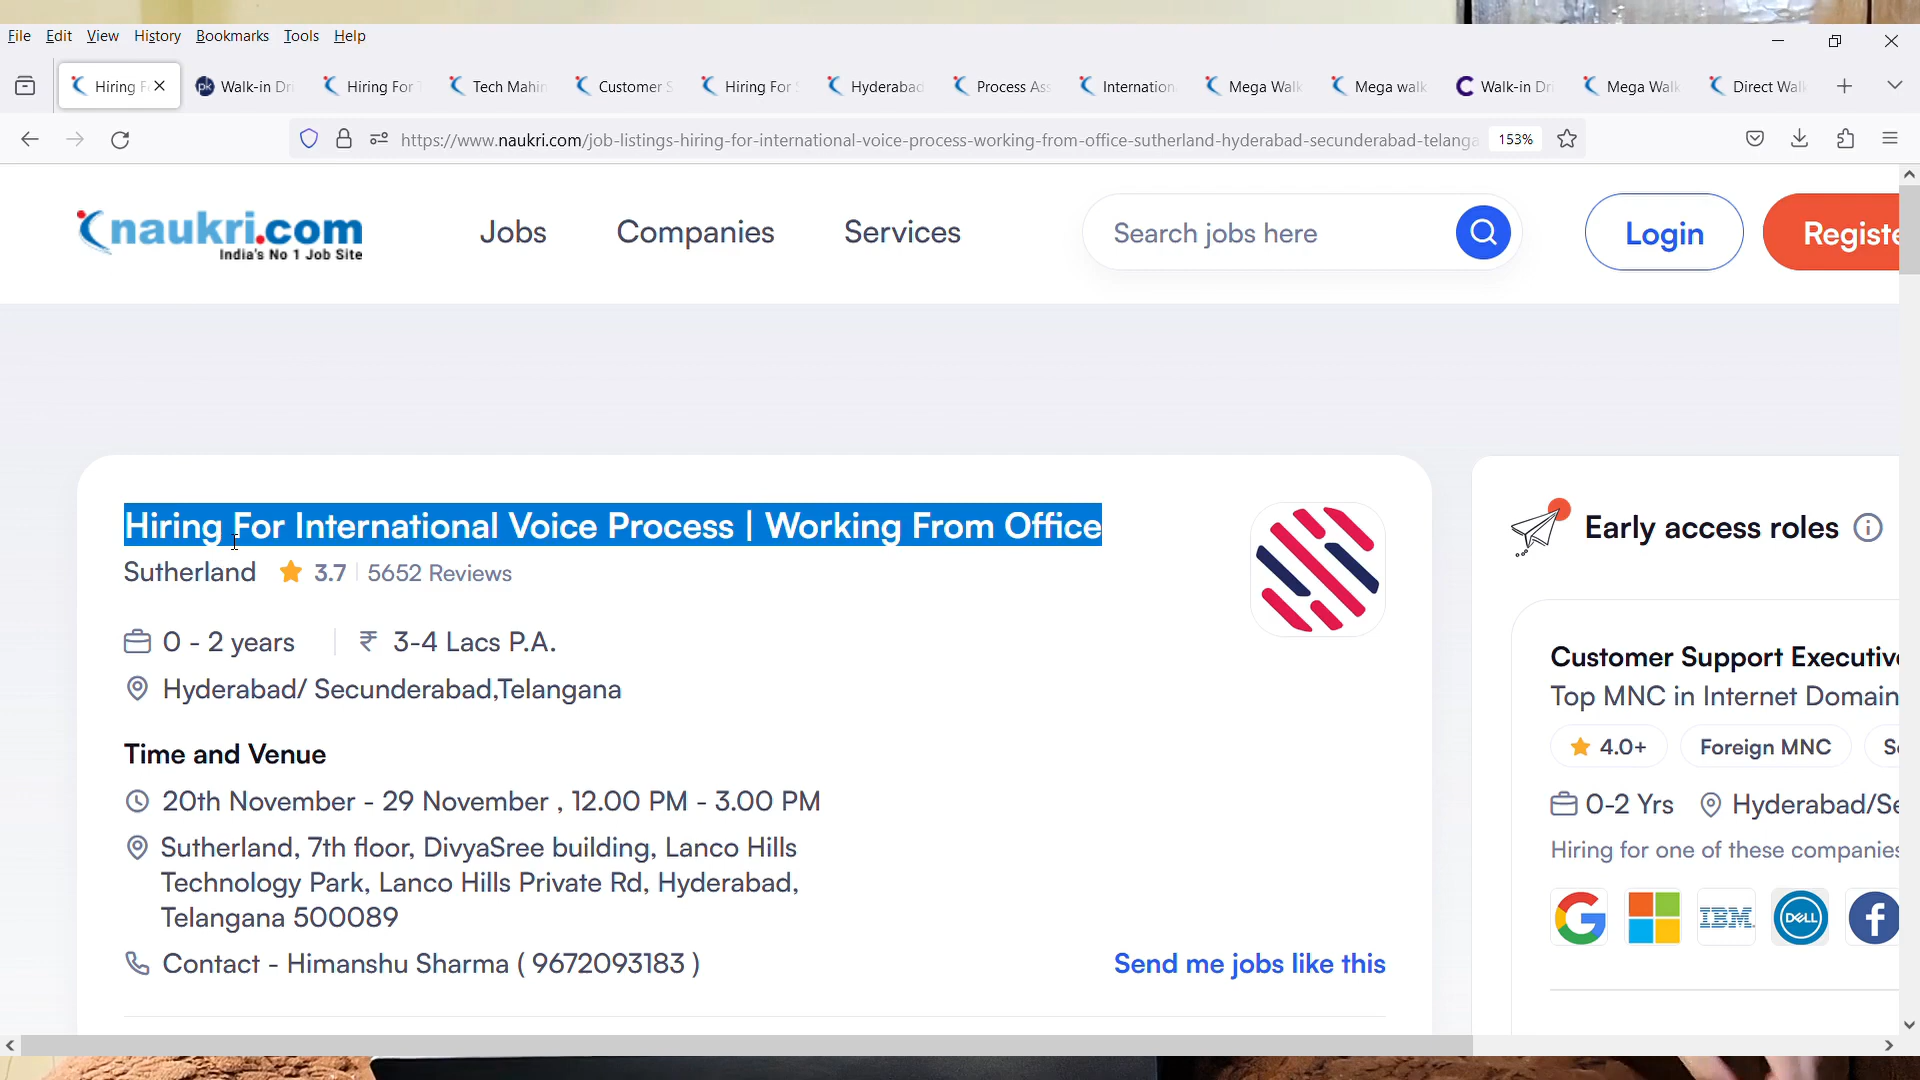 File Edit View History Bookmarks Tools Help
Hiring F Walk-in Dri Hiring For T Tech Mahin Customer S Hiring For S Hyderabad Process Ass Internation Mega Walk Mega walk Walk-in Dri Mega Walk Direct Walk
https://www.naukri.com/job-listings-hiring-for-international-voice-process-working-from-office-sutherland-hyderabad-secunderabad-telanga 153%
naukri.com Jobs Companies Services Search jobs here Login Registe
India's No 1 Job Site
Hiring For International Voice Process | Working From Office
Sutherland 3.7 | 5652 Reviews
0 - 2 years ₹ 3-4 Lacs P.A.
Hyderabad/ Secunderabad,Telangana
Time and Venue
20th November - 29 November , 12.00 PM - 3.00 PM
Sutherland, 7th floor, DivyaSree building, Lanco Hills
Technology Park, Lanco Hills Private Rd, Hyderabad,
Telangana 500089
Contact - Himanshu Sharma ( 9672093183 )
Send me jobs like this
Early access roles
Customer Support Executive
Top MNC in Internet Domain
4.0+ Foreign MNC
0-2 Yrs Hyderabad/Se
Hiring for one of these companies
G IBM DELL f